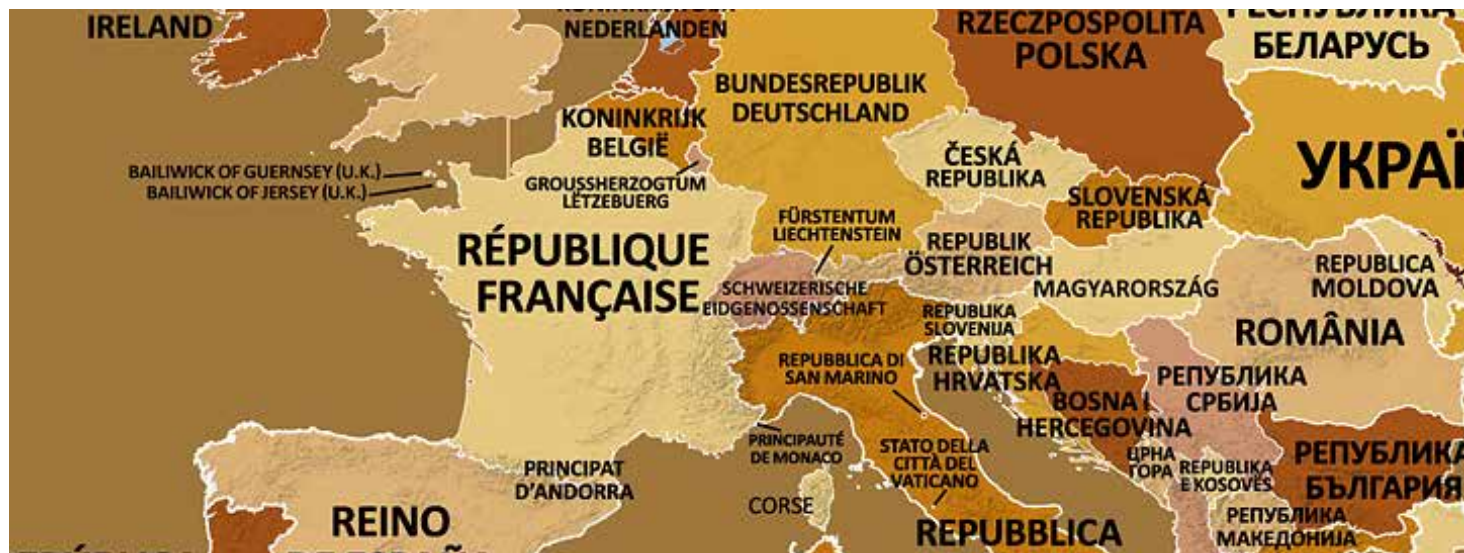 IRELAND
NEDERLANDEN
RZECZPOSPOLITA
POLSKA
РЕСПУБЛИКА
БЕЛАРУСЬ
BUNDESREPUBLIK
DEUTSCHLAND
KONINKRIJK
BELGIË
BAILIWICK OF GUERNSEY (U.K.)
BAILIWICK OF JERSEY (U.K.)
GROUSSHERZOGTUM
LËTZEBUERG
ČESKÁ
REPUBLIKA
УКРАЇ
SLOVENSKÁ
REPUBLIKA
FÜRSTENTUM
LIECHTENSTEIN
RÉPUBLIQUE
FRANÇAISE
REPUBLIK
ÖSTERREICH
SCHWEIZERISCHE
EIDGENOSSENSCHAFT
MAGYARORSZÁG
REPUBLICA
MOLDOVA
REPUBLIKA
SLOVENIJA
ROMÂNIA
REPUBBLICA DI
SAN MARINO
REPUBLIKA
HRVATSKA
РЕПУБЛИКА
СРБИЈА
BOSNA I
HERCEGOVINA
PRINCIPAUTÉ
DE MONACO
STATO DELLA
CITTÀ DEL
VATICANO
ЦРНА
ГОРА
REPUBLIKA
E KOSOVËS
РЕПУБЛИКА
БЪЛГАРИЯ
PRINCIPAT
D'ANDORRA
CORSE
REINO
REPUBBLICA
РЕПУБЛИКА
МАКЕДОНИЈА